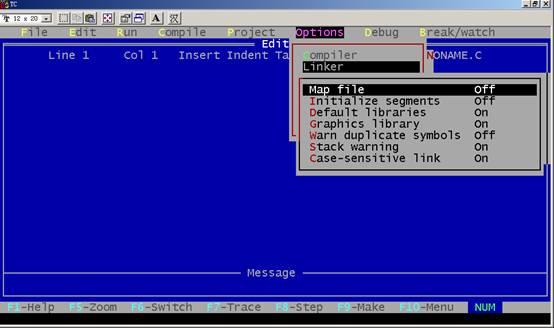 TC
12 x 20
A
File Edit Run Compile Project Options Debug Break/watch
Edit
Line 1 Col 1 Insert Indent Ta NONAME.C
Compiler
Linker
Map file Off
Initialize segments Off
Default libraries On
Graphics library On
Warn duplicate symbols Off
Stack warning On
Case-sensitive link On
Message
F1-Help F5-Zoom F6-Switch F7-Trace F8-Step F9-Make F10-Menu NUM